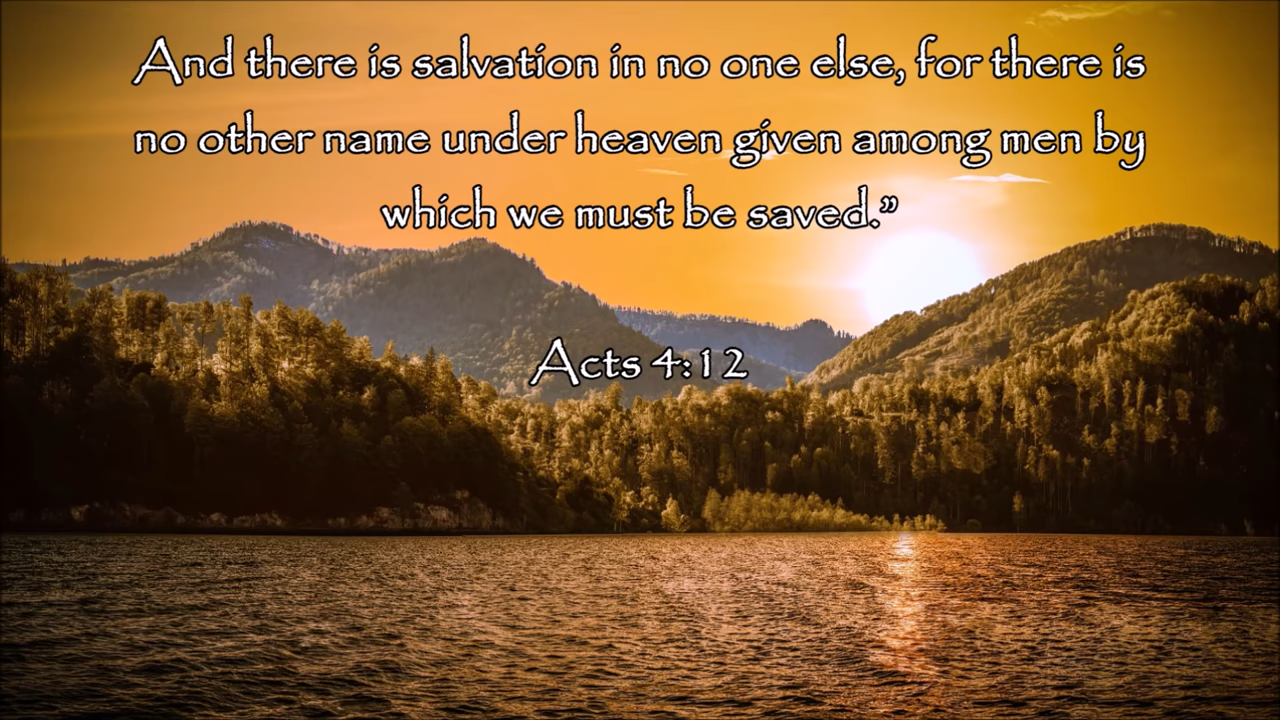 And there is salvation in no one else, for there is
no other name under heaven given among men by
which we must be saved.”
Acts 4:12